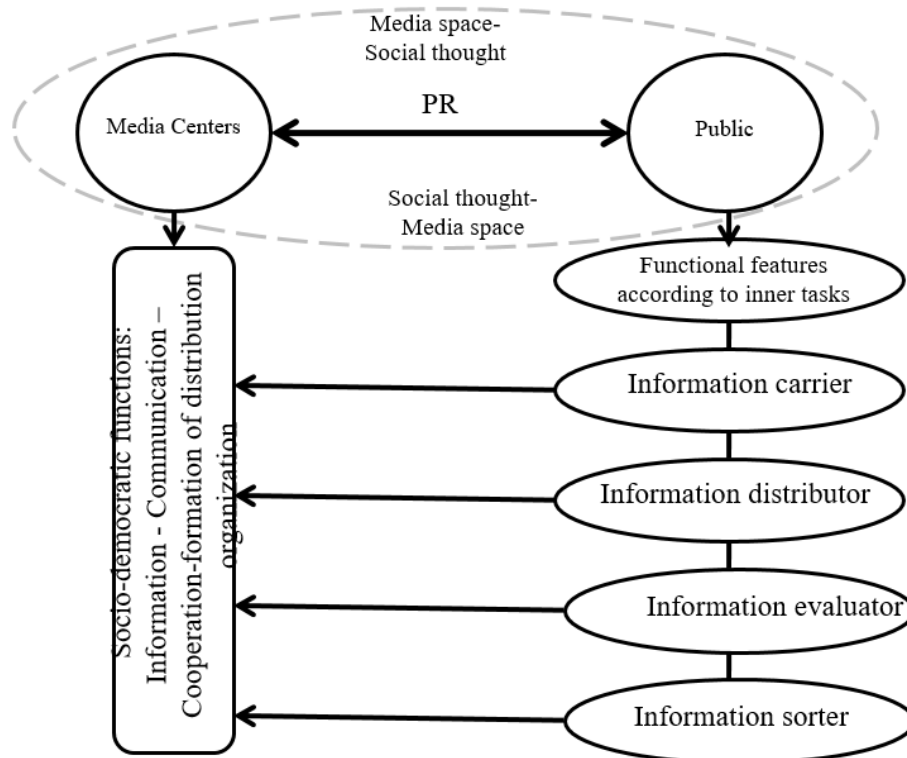 Media space-
Social thought
Media Centers
PR
Public
Social thought-
Media space
Functional features
according to inner tasks
Socio-democratic functions:
Information - Communication –
Cooperation-formation of distribution
organization
Information carrier
Information distributor
Information evaluator
Information sorter